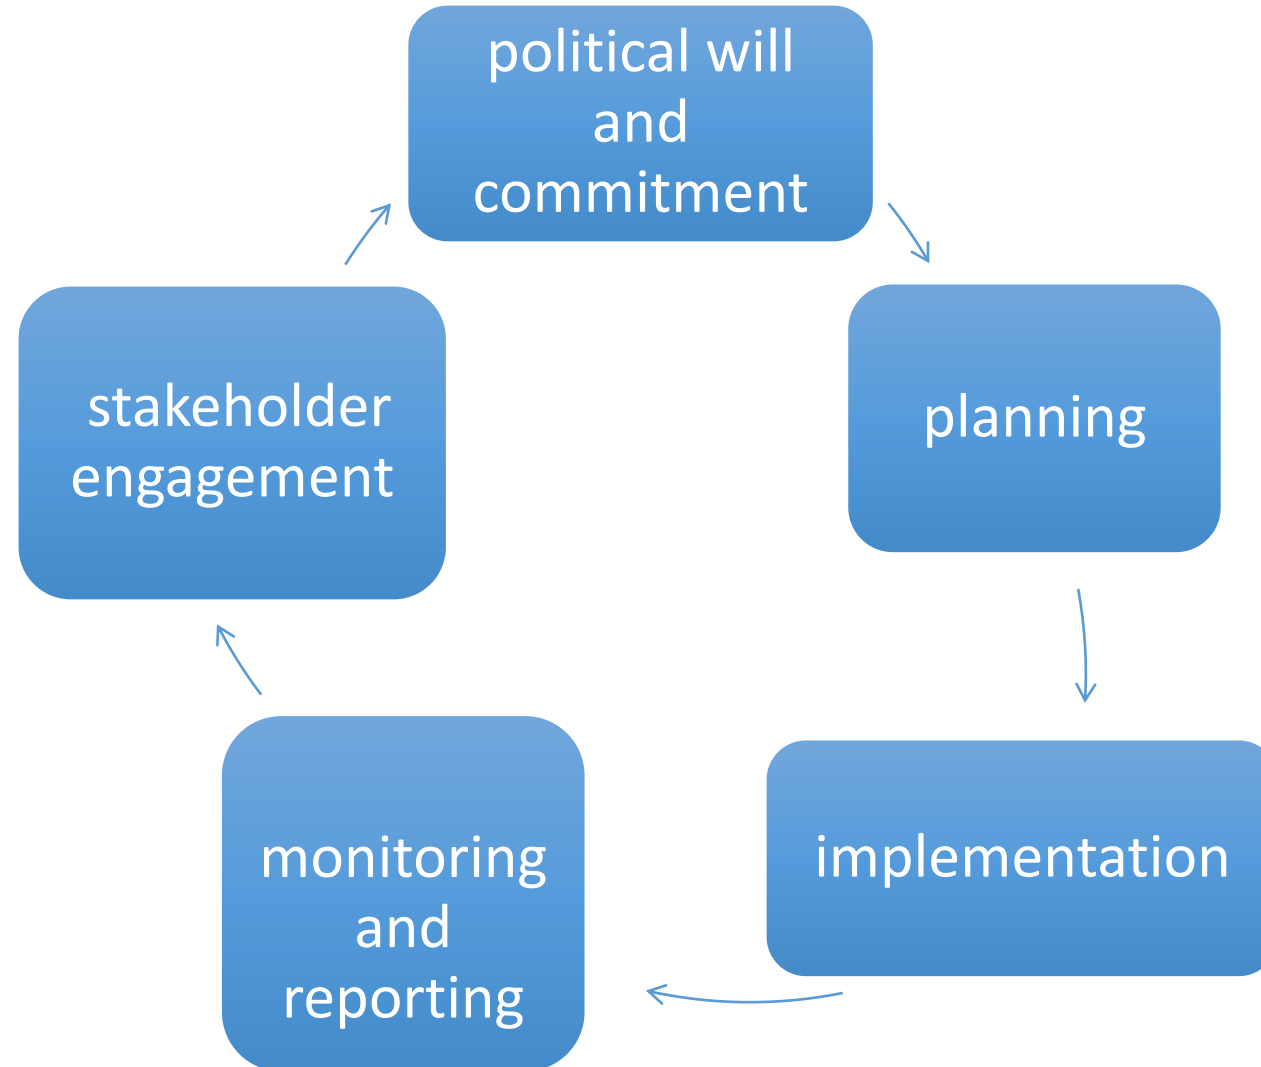 political will
and
commitment
planning
implementation
monitoring
and
reporting
stakeholder
engagement